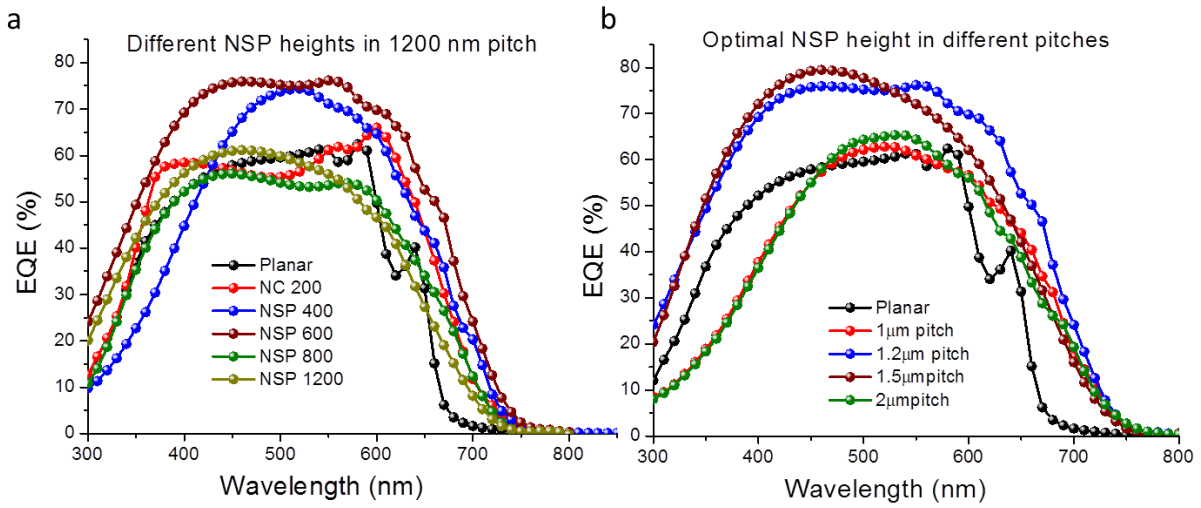 a
Different NSP heights in 1200 nm pitch
EQE (%)
80
70
60
50
40
30
20
10
0
Planar
NC 200
NSP 400
NSP 600
NSP 800
NSP 1200
300 400 500 600 700 800
Wavelength (nm)
b
Optimal NSP height in different pitches
EQE (%)
80
70
60
50
40
30
20
10
0
Planar
1μm pitch
1.2μm pitch
1.5μmpitch
2μmpitch
300 400 500 600 700 800
Wavelength (nm)